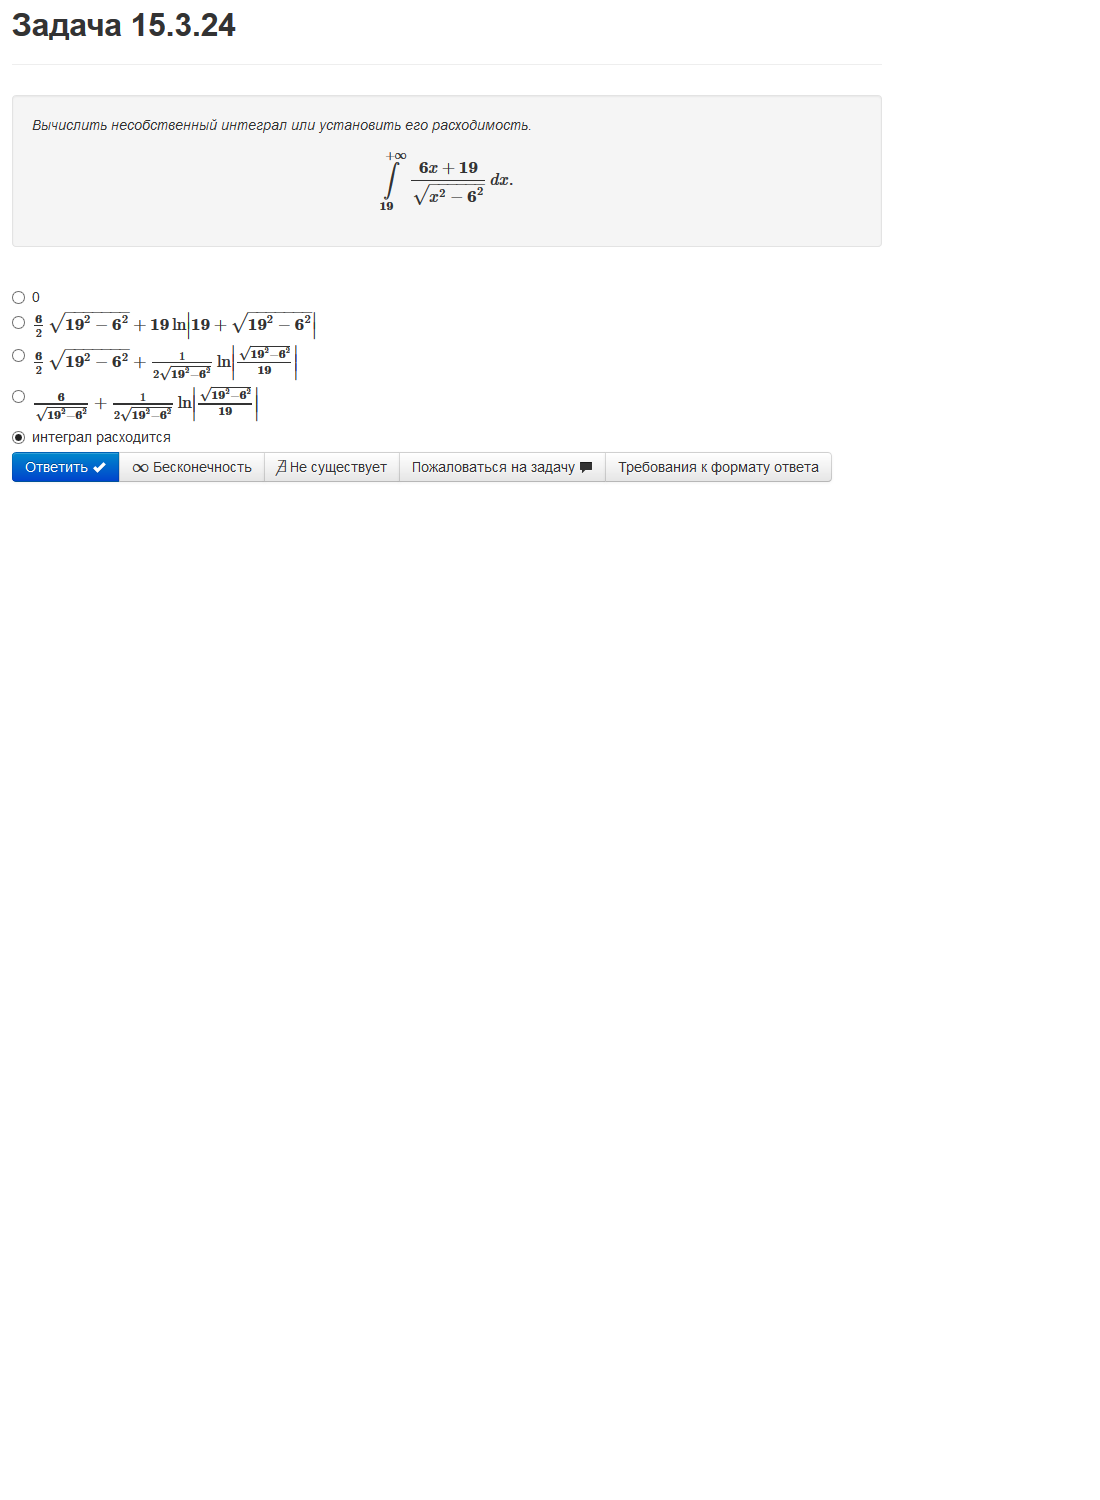 Задача 15.3.24
Вычислить несобственный интеграл или установить его расходимость.
$\int\limits_{19}^{+\infty} \frac{6x+19}{\sqrt{x^2-6^2}}\,dx.$
0
$\frac{6}{2}\sqrt{19^2-6^2}+19\ln\left|19+\sqrt{19^2-6^2}\right|$
$\frac{6}{2}\sqrt{19^2-6^2}+\frac{1}{2\sqrt{19^2-6^2}}\ln\left|\frac{\sqrt{19^2-6^2}}{19}\right|$
$\frac{6}{\sqrt{19^2-6^2}}+\frac{1}{2\sqrt{19^2-6^2}}\ln\left|\frac{\sqrt{19^2-6^2}}{19}\right|$
интеграл расходится
Ответить ✔ ∞ Бесконечность ∄ Не существует Пожаловаться на задачу Требования к формату ответа